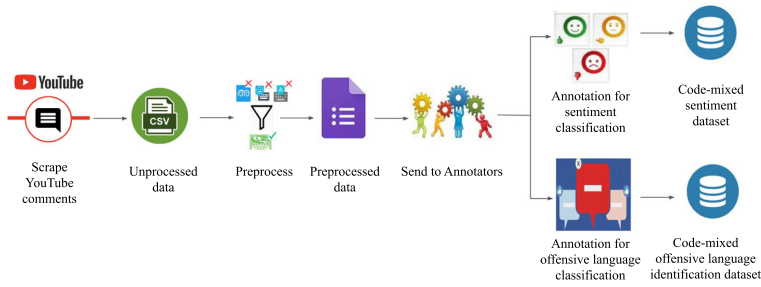 YouTube
CSV
Scrape
YouTube
comments
Unprocessed
data
Preprocess
Preprocessed
data
Send to Annotators
Annotation for
sentiment
classification
Code-mixed
sentiment
dataset
Annotation for
offensive language
classification
Code-mixed
offensive language
identification dataset